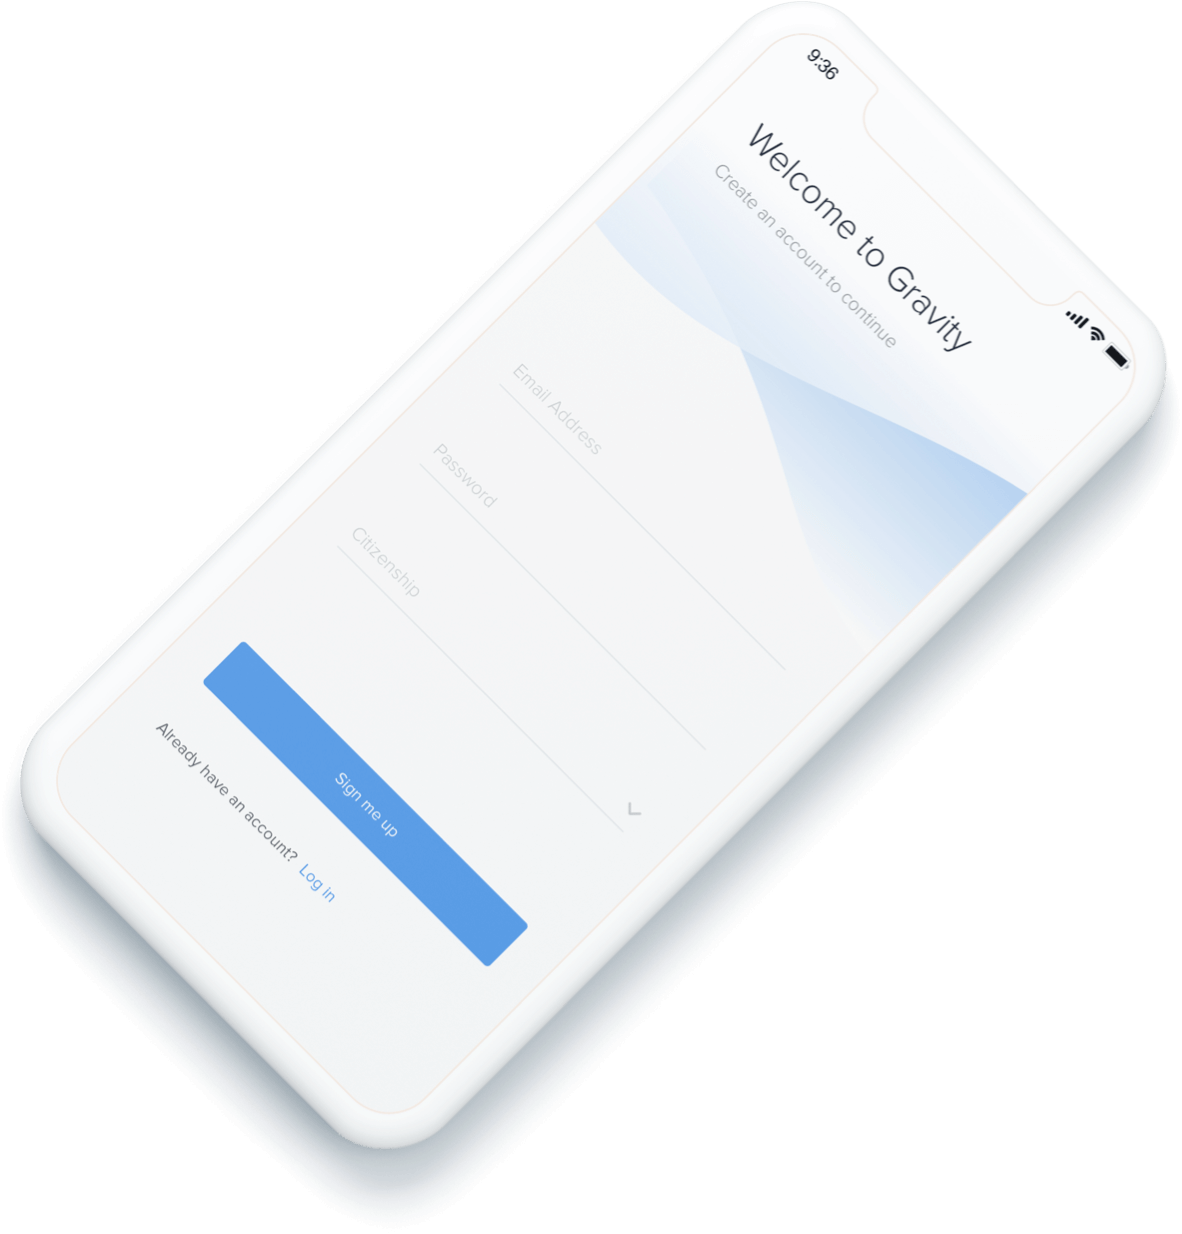 9:36
Welcome to Gravity
Create an account to continue
Email Address
Password
Citizenship
Sign me up
Already have an account? Log in